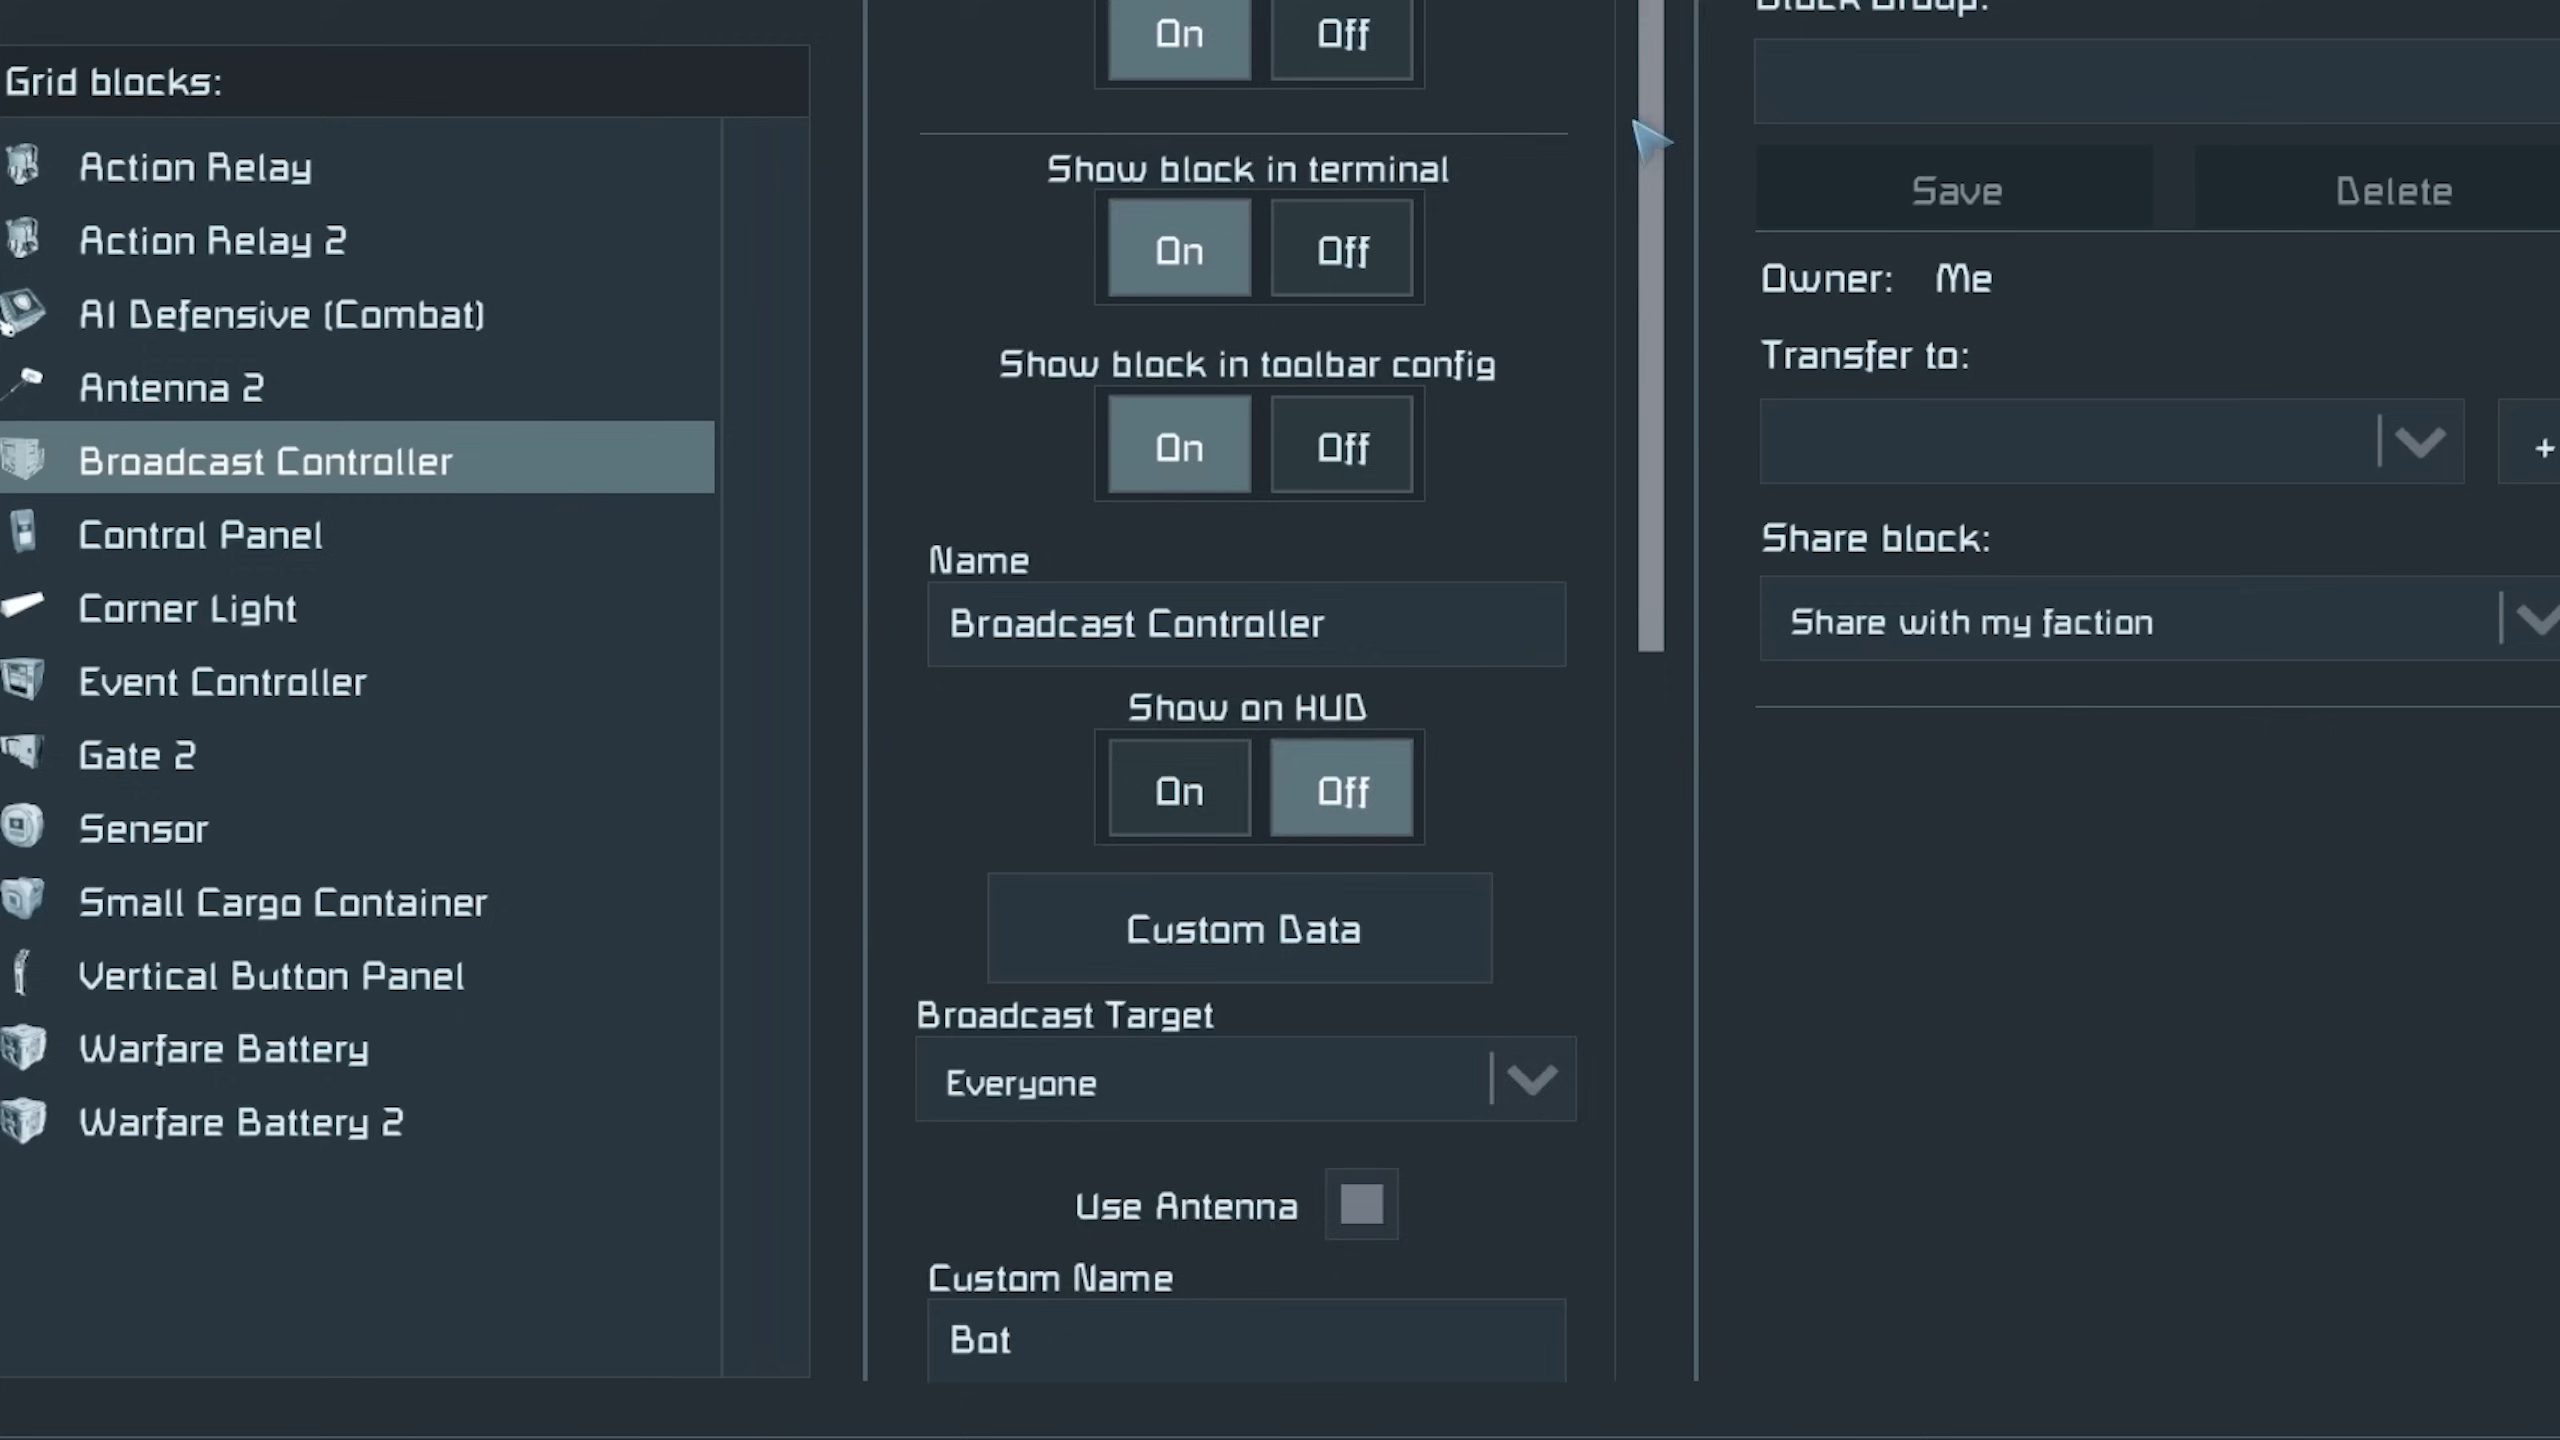 Grid blocks:
Action Relay
Action Relay 2
AI Defensive (Combat)
Antenna 2
Broadcast Controller
Control Panel
Corner Light
Event Controller
Gate 2
Sensor
Small Cargo Container
Vertical Button Panel
Warfare Battery
Warfare Battery 2
On Off
Show block in terminal
On Off
Show block in toolbar config
On Off
Name
Broadcast Controller
Show on HUD
On Off
Custom Data
Broadcast Target
Everyone
Use Antenna
Custom Name
Bot
Block Group:
Save Delete
Owner: Me
Transfer to:
+
Share block:
Share with my faction